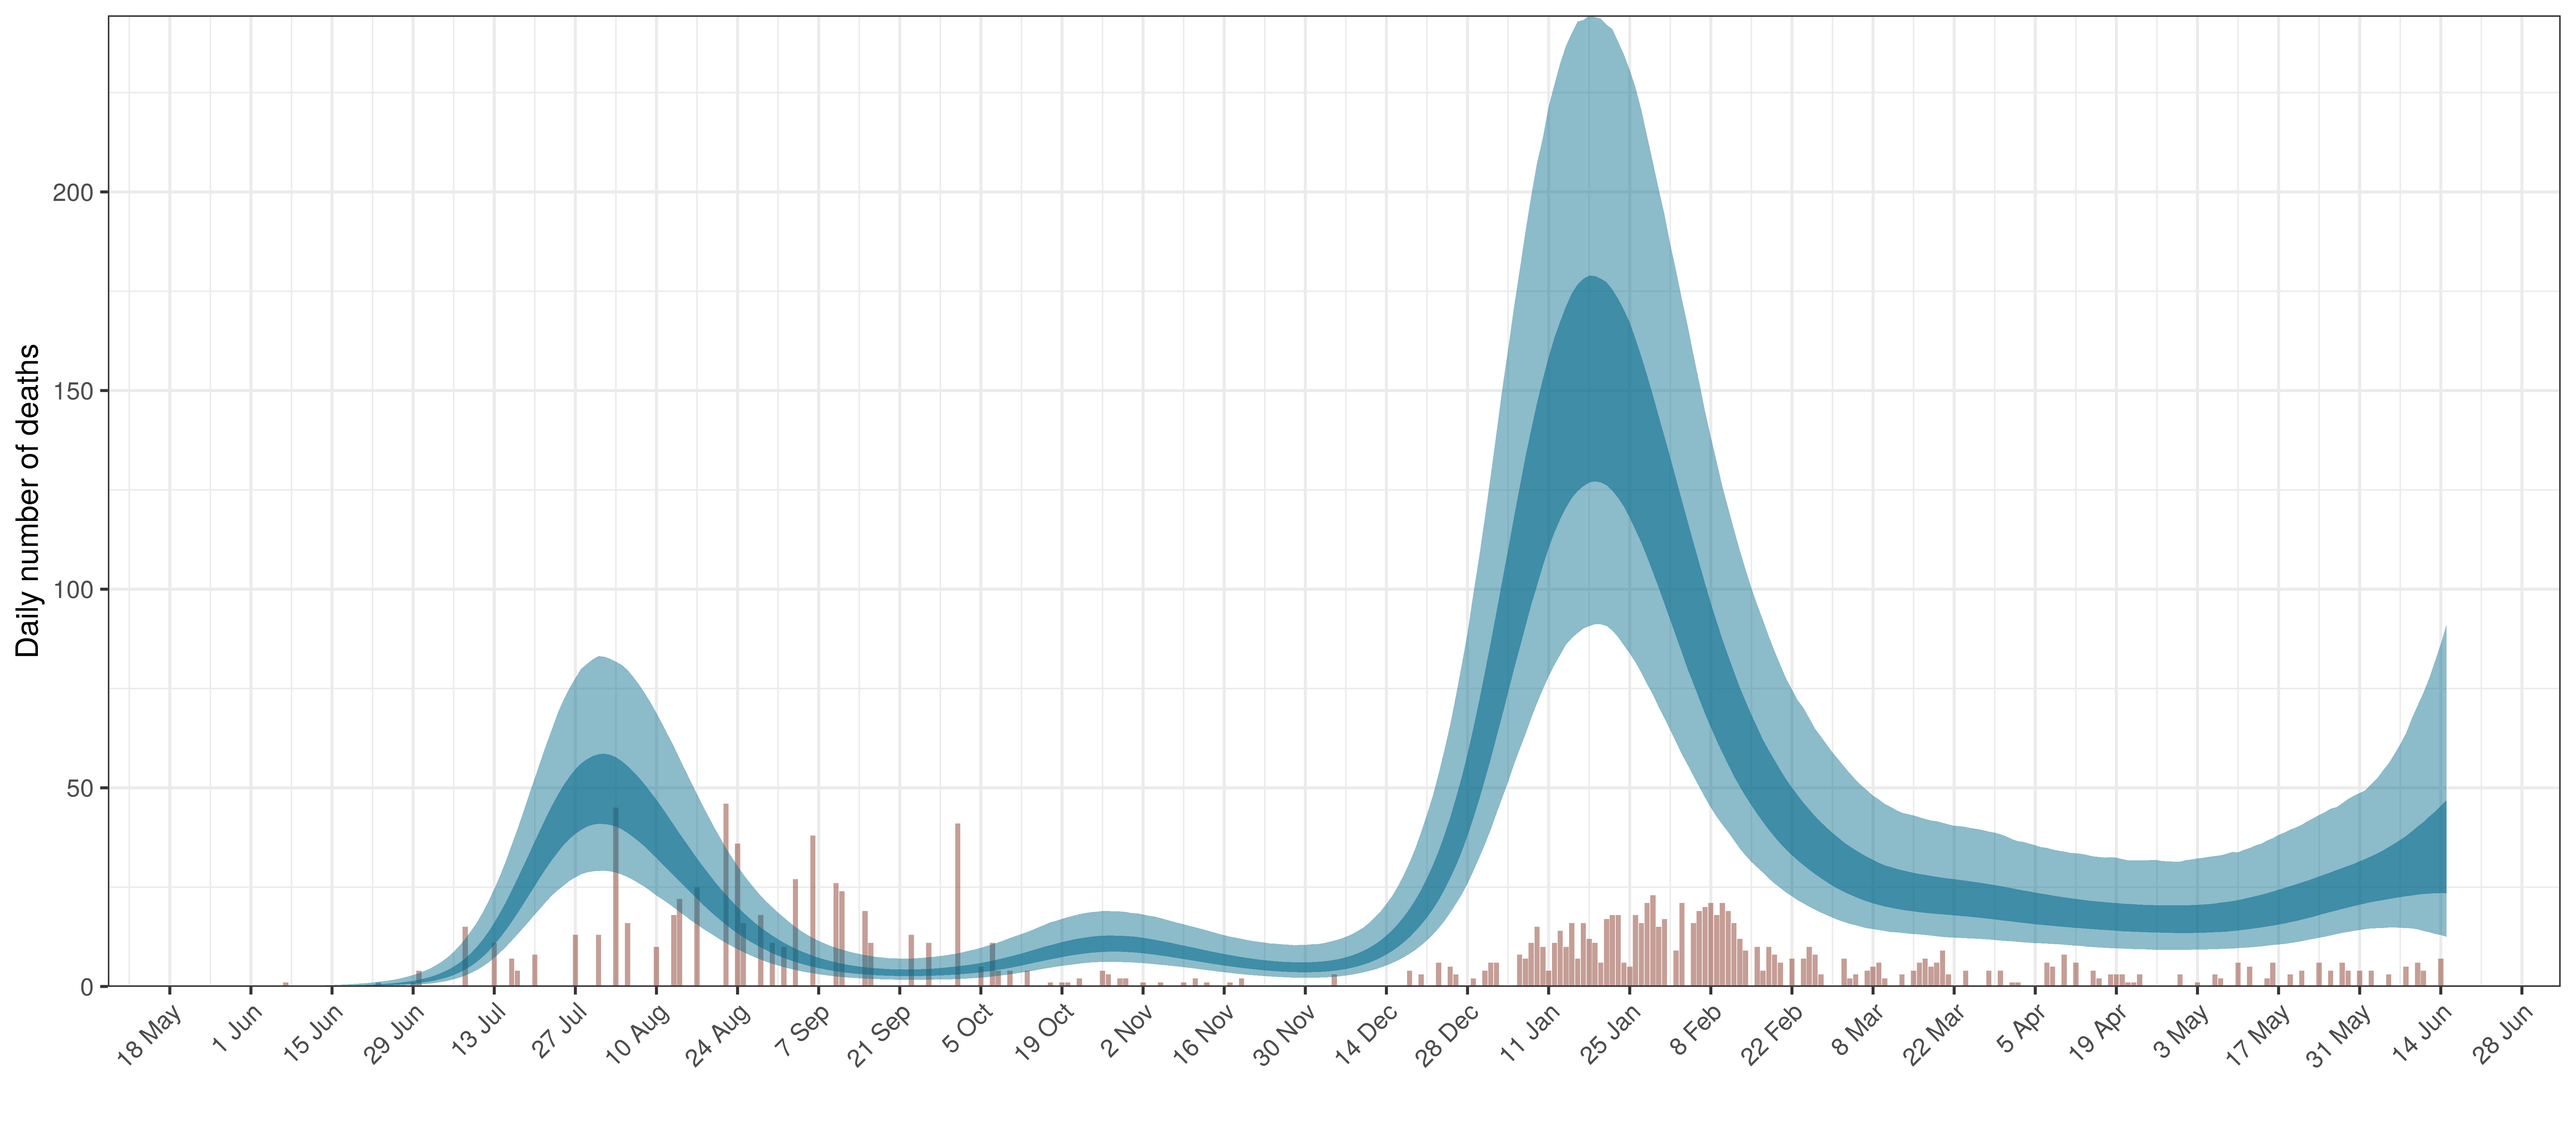 Daily number of deaths
200
150
100
50
0
18 May
1 Jun
15 Jun
29 Jun
13 Jul
27 Jul
10 Aug
24 Aug
7 Sep
21 Sep
5 Oct
19 Oct
2 Nov
16 Nov
30 Nov
14 Dec
28 Dec
11 Jan
25 Jan
8 Feb
22 Feb
8 Mar
22 Mar
5 Apr
19 Apr
3 May
17 May
31 May
14 Jun
28 Jun